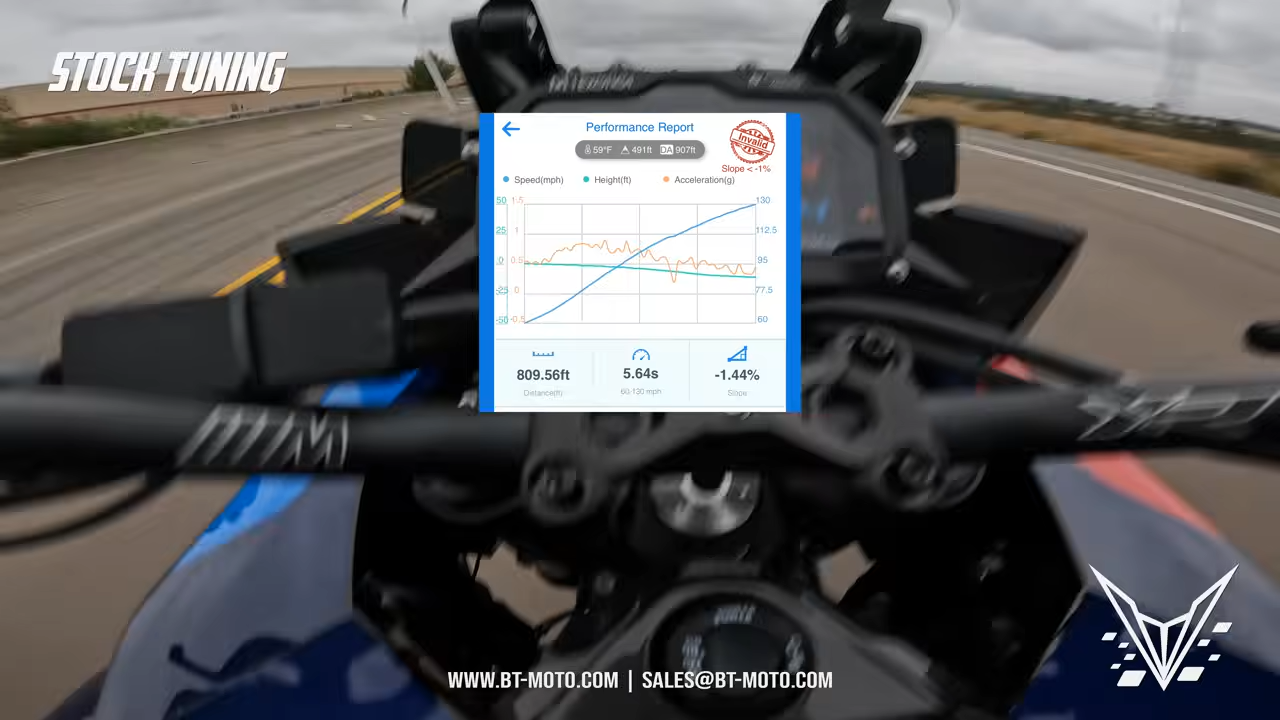 STOCK TUNING
Performance Report
59°F 491ft DA 907ft
Invalid
Slope < -1%
Speed(mph) Height(ft) Acceleration(g)
50 1.5 130
25 1 112.5
0 0.5 95
-25 0 77.5
-50 -0.5 60
809.56ft 5.64s -1.44%
Distance(ft) 60-130 mph Slope
WWW.BT-MOTO.COM | SALES@BT-MOTO.COM